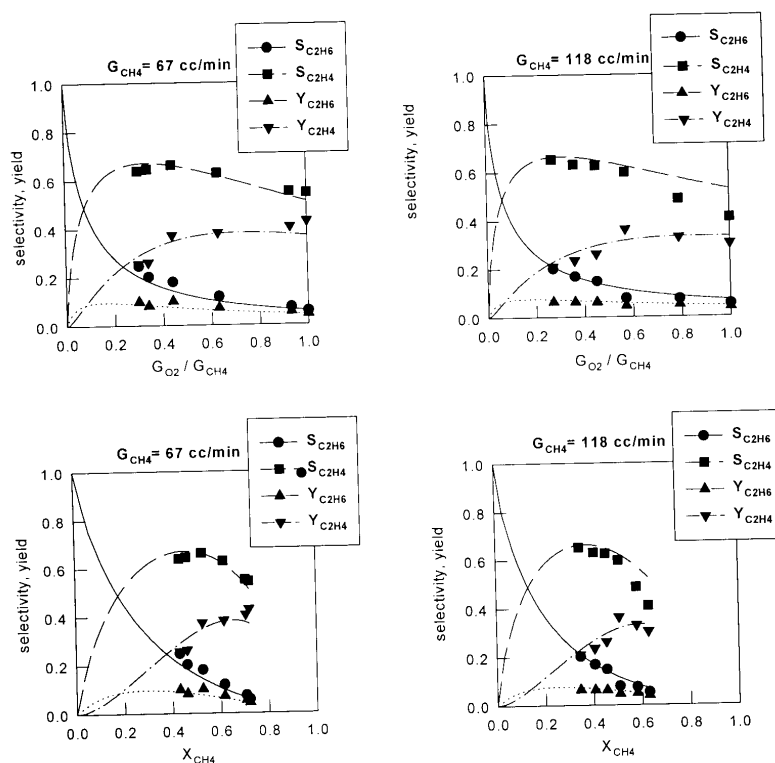 G_CH4 = 67 cc/min
S_C2H6
S_C2H4
Y_C2H6
Y_C2H4
selectivity, yield
1.0
0.8
0.6
0.4
0.2
0.0
0.0 0.2 0.4 0.6 0.8 1.0
G_O2 / G_CH4
G_CH4 = 118 cc/min
S_C2H6
S_C2H4
Y_C2H6
Y_C2H4
selectivity, yield
1.0
0.8
0.6
0.4
0.2
0.0
0.0 0.2 0.4 0.6 0.8 1.0
G_O2 / G_CH4
G_CH4 = 67 cc/min
S_C2H6
S_C2H4
Y_C2H6
Y_C2H4
selectivity, yield
1.0
0.8
0.6
0.4
0.2
0.0
0.0 0.2 0.4 0.6 0.8 1.0
X_CH4
G_CH4 = 118 cc/min
S_C2H6
S_C2H4
Y_C2H6
Y_C2H4
selectivity, yield
1.0
0.8
0.6
0.4
0.2
0.0
0.0 0.2 0.4 0.6 0.8 1.0
X_CH4